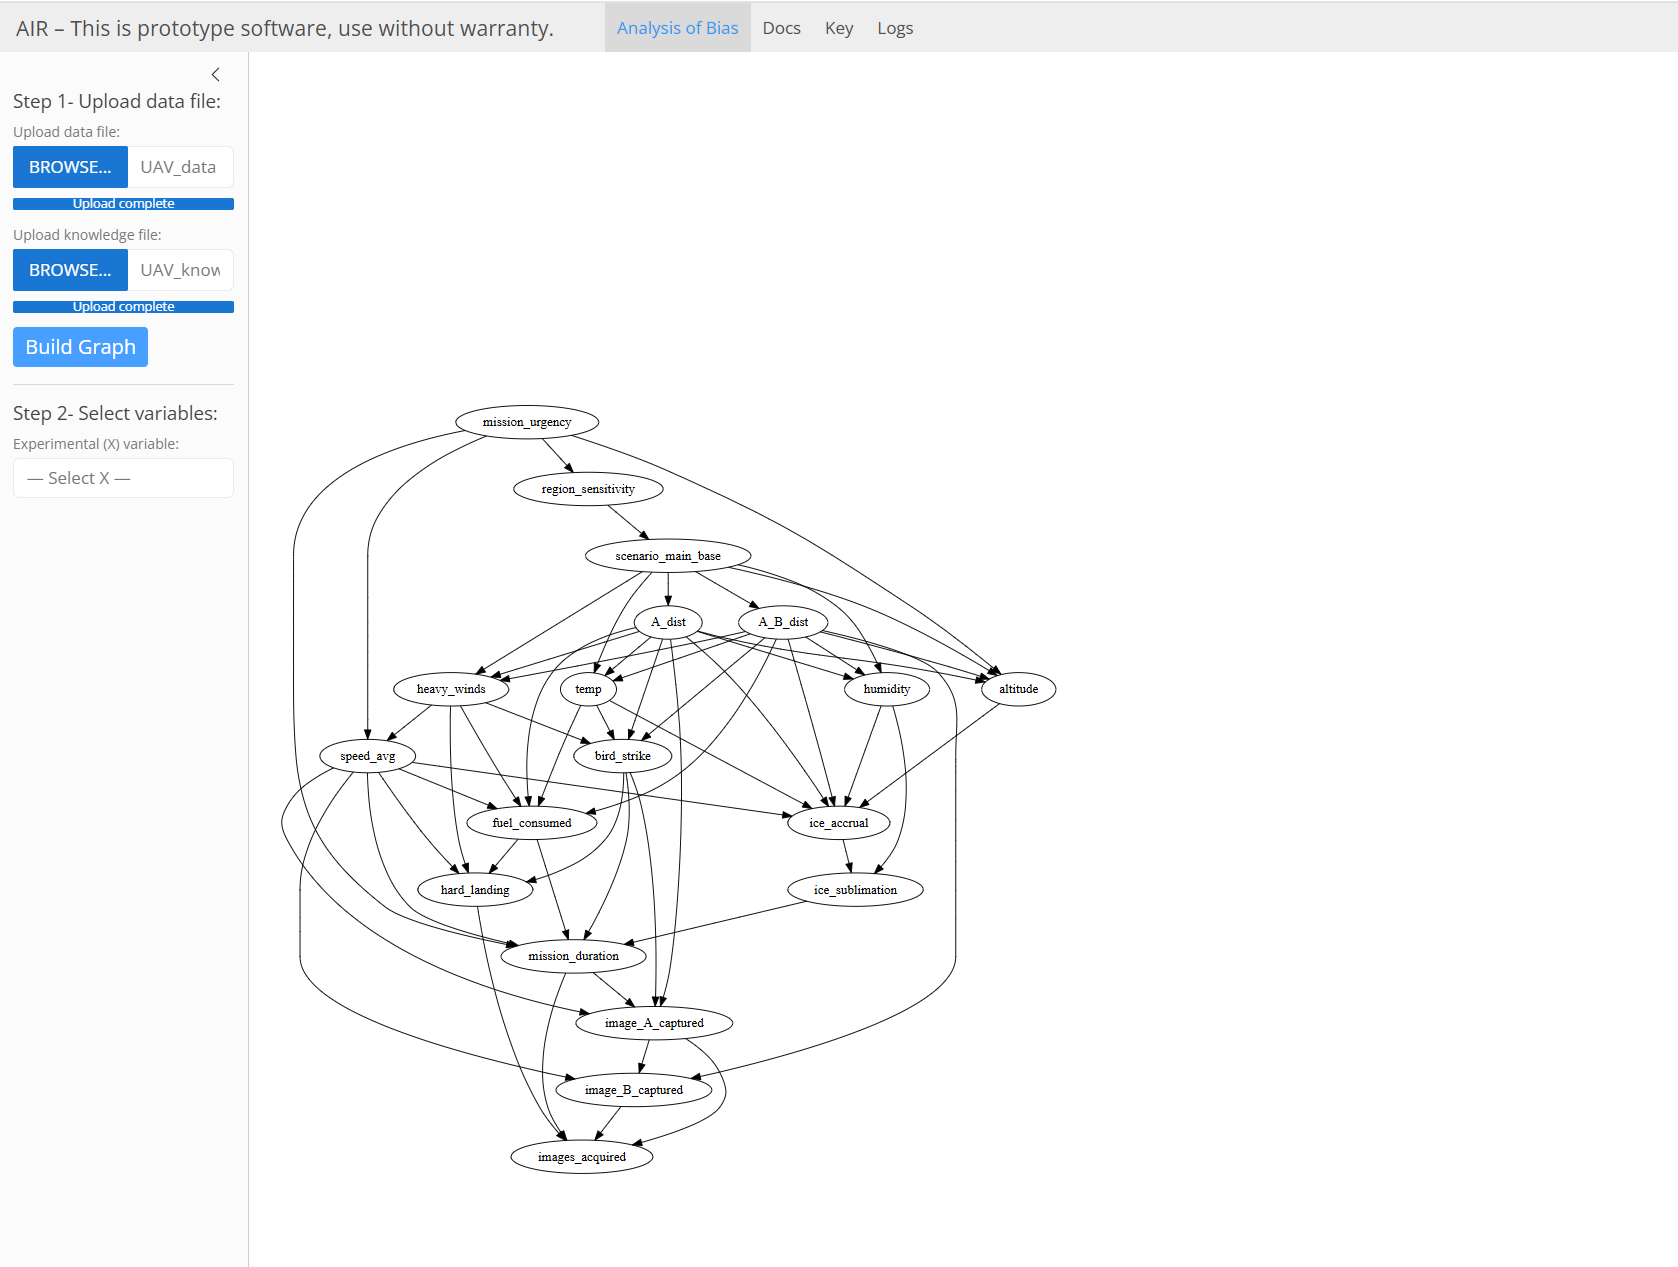 AIR – This is prototype software, use without warranty.
Analysis of Bias
Docs
Key
Logs
Step 1- Upload data file:
Upload data file:
BROWSE... UAV_data
Upload complete
Upload knowledge file:
BROWSE... UAV_know
Upload complete
Build Graph
Step 2- Select variables:
Experimental (X) variable:
— Select X —
mission_urgency
region_sensitivity
scenario_main_base
A_dist
A_B_dist
heavy_winds
temp
humidity
altitude
speed_avg
bird_strike
fuel_consumed
ice_accrual
hard_landing
ice_sublimation
mission_duration
image_A_captured
image_B_captured
images_acquired